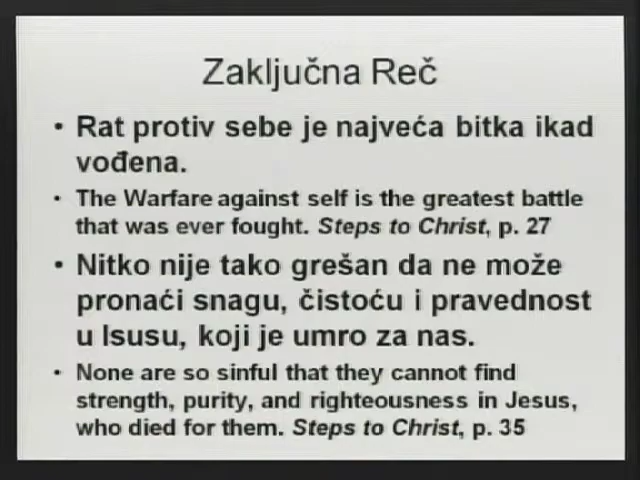 Zaključna Reč
• Rat protiv sebe je najveća bitka ikad
vođena.
• The Warfare against self is the greatest battle
that was ever fought. Steps to Christ, p. 27
• Nitko nije tako grešan da ne može
pronaći snagu, čistoću i pravednost
u Isusu, koji je umro za nas.
• None are so sinful that they cannot find
strength, purity, and righteousness in Jesus,
who died for them. Steps to Christ, p. 35